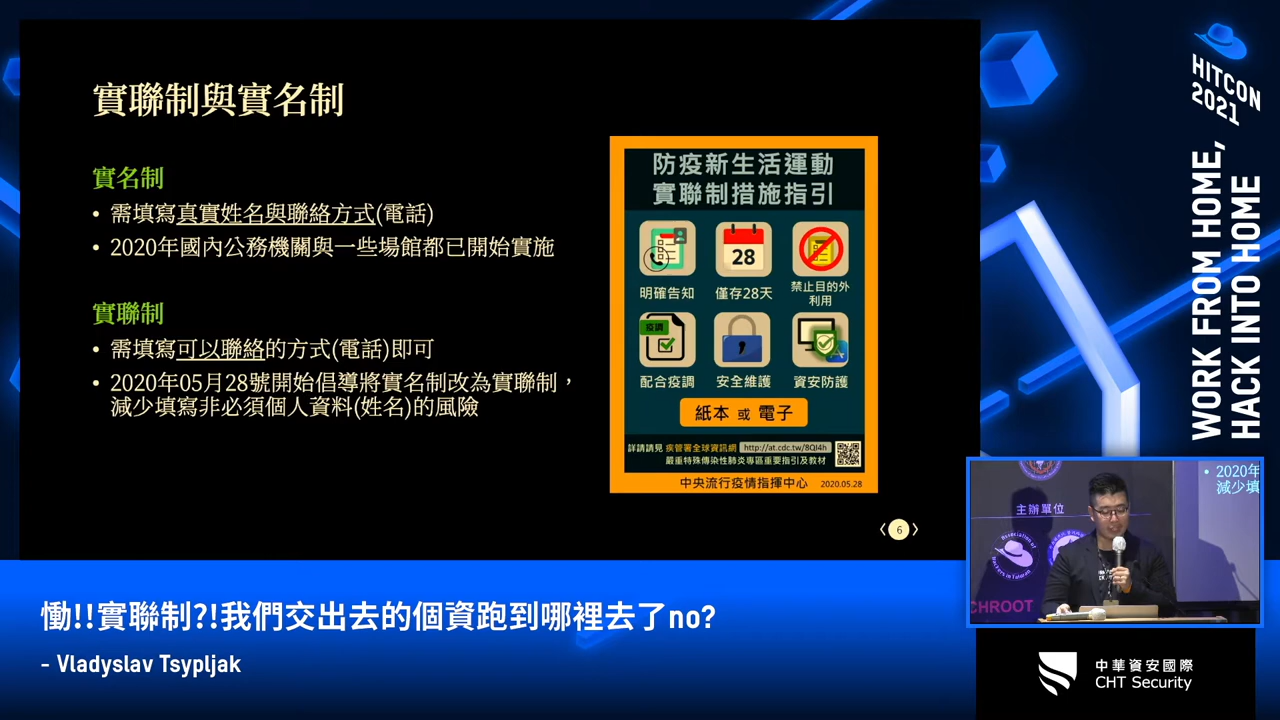 實聯制與實名制
實名制
• 需填寫真實姓名與聯絡方式(電話)
• 2020年國內公務機關與一些場館都已開始實施
實聯制
• 需填寫可以聯絡的方式(電話)即可
• 2020年05月28號開始倡導將實名制改為實聯制，
減少填寫非必須個人資料(姓名)的風險
防疫新生活運動
實聯制措施指引
28
明確告知
僅存28天
禁止目的外
利用
疫調
配合疫調
安全維護
資安防護
紙本 或 電子
詳請請見 疾管署全球資訊網 http://at.cdc.tw/8QI4h
嚴重特殊傳染性肺炎專區重要指引及教材
中央流行疫情指揮中心 2020.05.28
6
HITCON
2021
WORK FROM HOME,
HACK INTO HOME
• 2020年
減少填
主辦單位
Association of
Hackers in Taiwan
CHROOT
慟!!實聯制?!我們交出去的個資跑到哪裡去了no?
- Vladyslav Tsypljak
中華資安國際
CHT Security